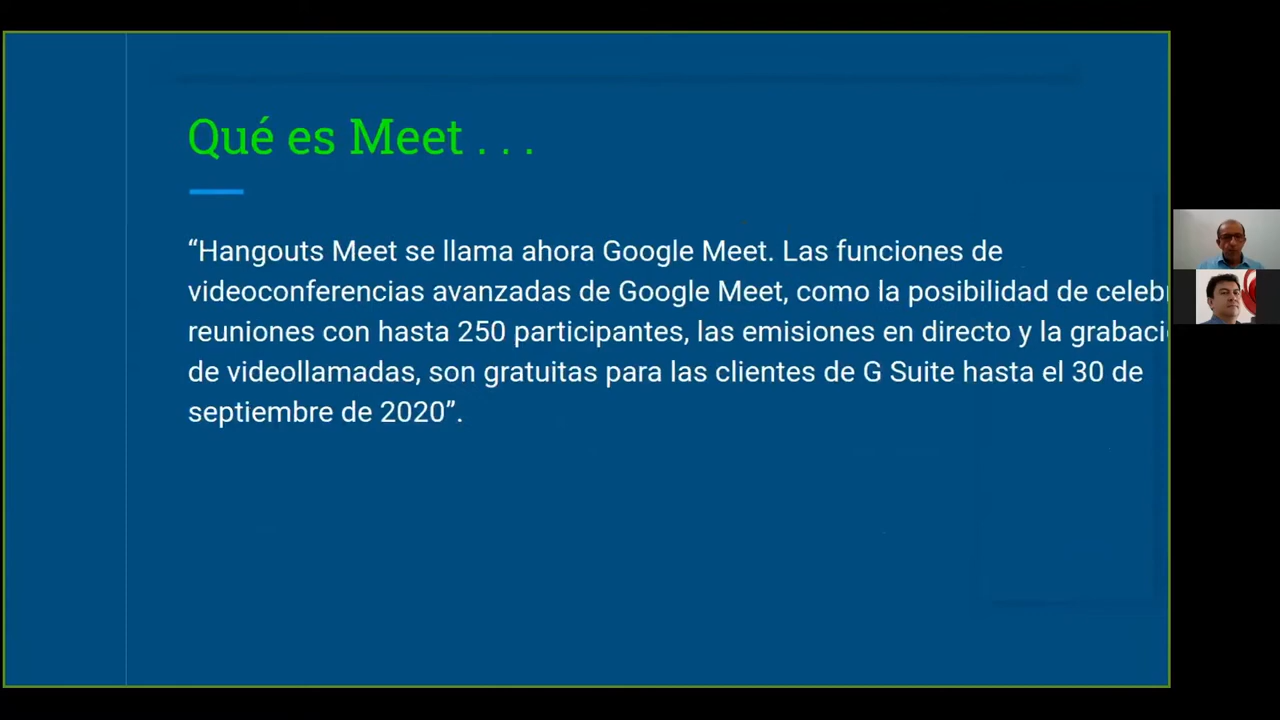 Qué es Meet . . .
“Hangouts Meet se llama ahora Google Meet. Las funciones de
videoconferencias avanzadas de Google Meet, como la posibilidad de celeb
reuniones con hasta 250 participantes, las emisiones en directo y la grabaci
de videollamadas, son gratuitas para las clientes de G Suite hasta el 30 de
septiembre de 2020”.